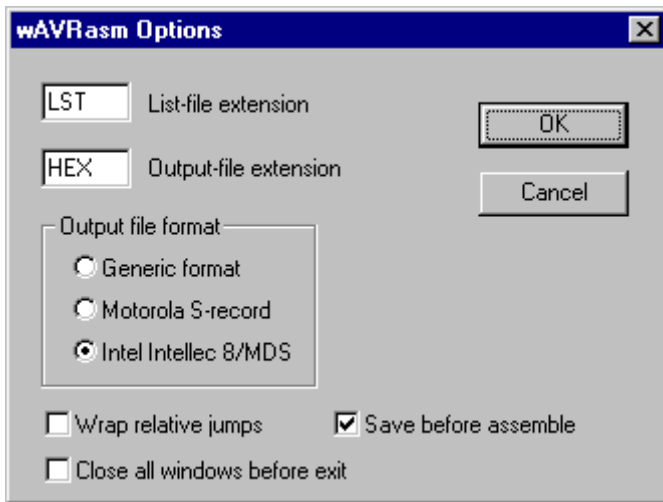 wAVRasm Options
LST List-file extension
OK
HEX Output-file extension
Cancel
Output file format
Generic format
Motorola S-record
Intel Intellec 8/MDS
Wrap relative jumps
Save before assemble
Close all windows before exit